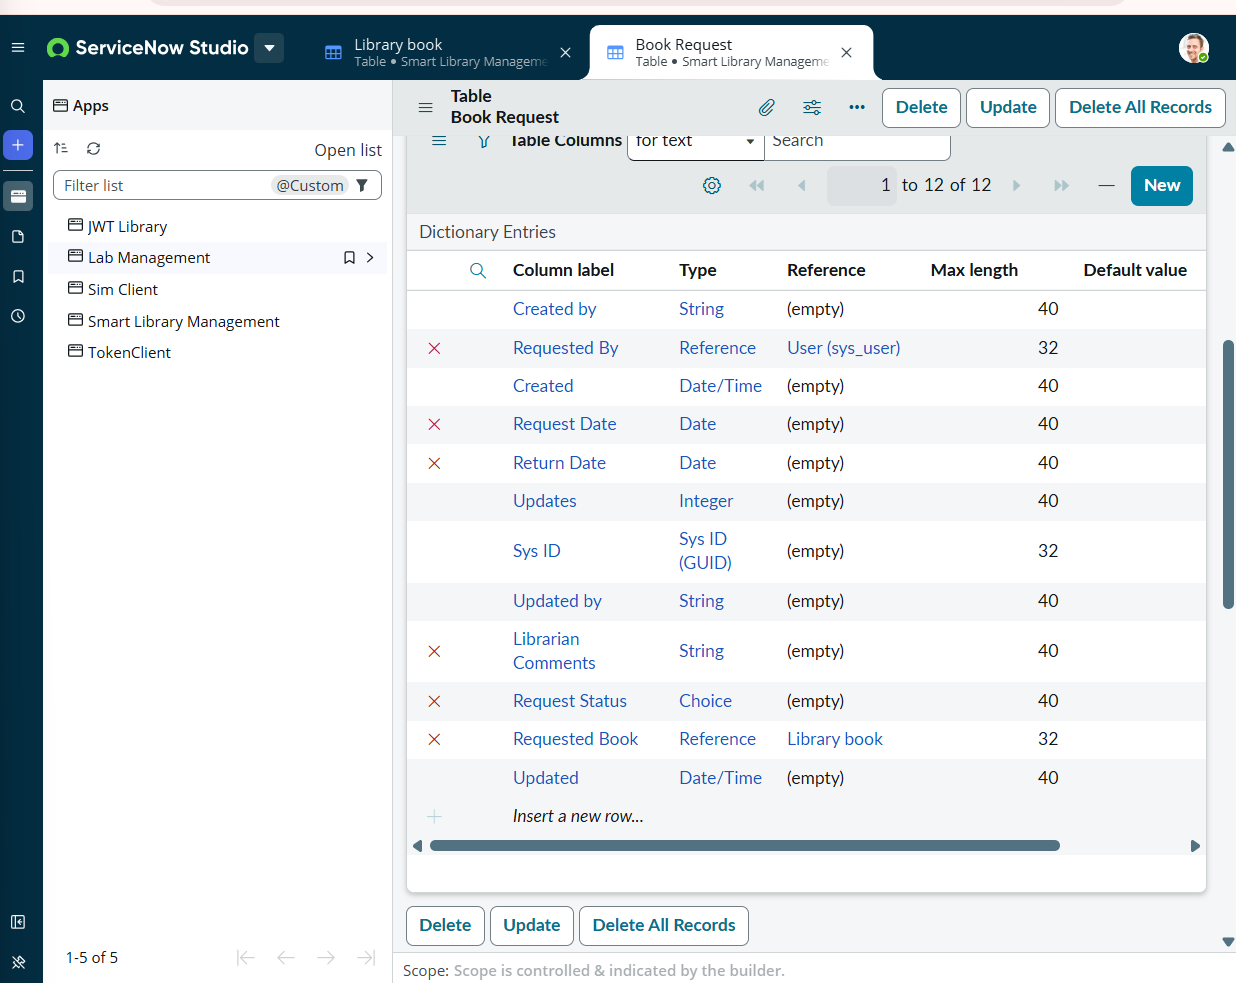 ServiceNow Studio
Library book
Table • Smart Library Manageme
Book Request
Table • Smart Library Manageme
Apps
Open list
Filter list
@Custom
JWT Library
Lab Management
Sim Client
Smart Library Management
TokenClient
1-5 of 5
Table
Book Request
Delete
Update
Delete All Records
Table Columns
for text
Search
1 to 12 of 12
New
Dictionary Entries
Column label Type Reference Max length Default value
Created by String (empty) 40
Requested By Reference User (sys_user) 32
Created Date/Time (empty) 40
Request Date Date (empty) 40
Return Date Date (empty) 40
Updates Integer (empty) 40
Sys ID Sys ID (GUID) (empty) 32
Updated by String (empty) 40
Librarian Comments String (empty) 40
Request Status Choice (empty) 40
Requested Book Reference Library book 32
Updated Date/Time (empty) 40
Insert a new row...
Delete
Update
Delete All Records
Scope: Scope is controlled & indicated by the builder.